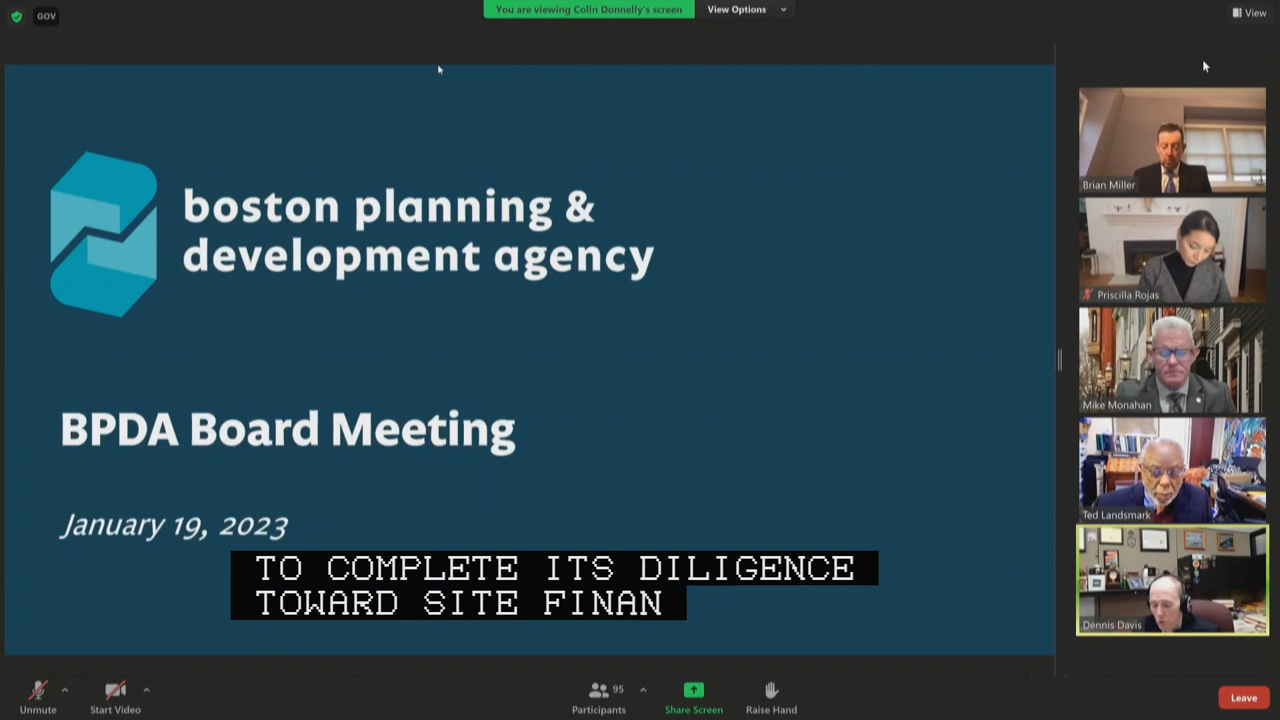 GOV
You are viewing Colin Donnelly's screen
View Options
View
boston planning &
development agency
BPDA Board Meeting
January 19, 2023
TO COMPLETE ITS DILIGENCE
TOWARD SITE FINAN
Brian Miller
Priscilla Rojas
Mike Monahan
Ted Landsmark
Dennis Davis
Unmute
Start Video
95
Participants
Share Screen
Raise Hand
Leave